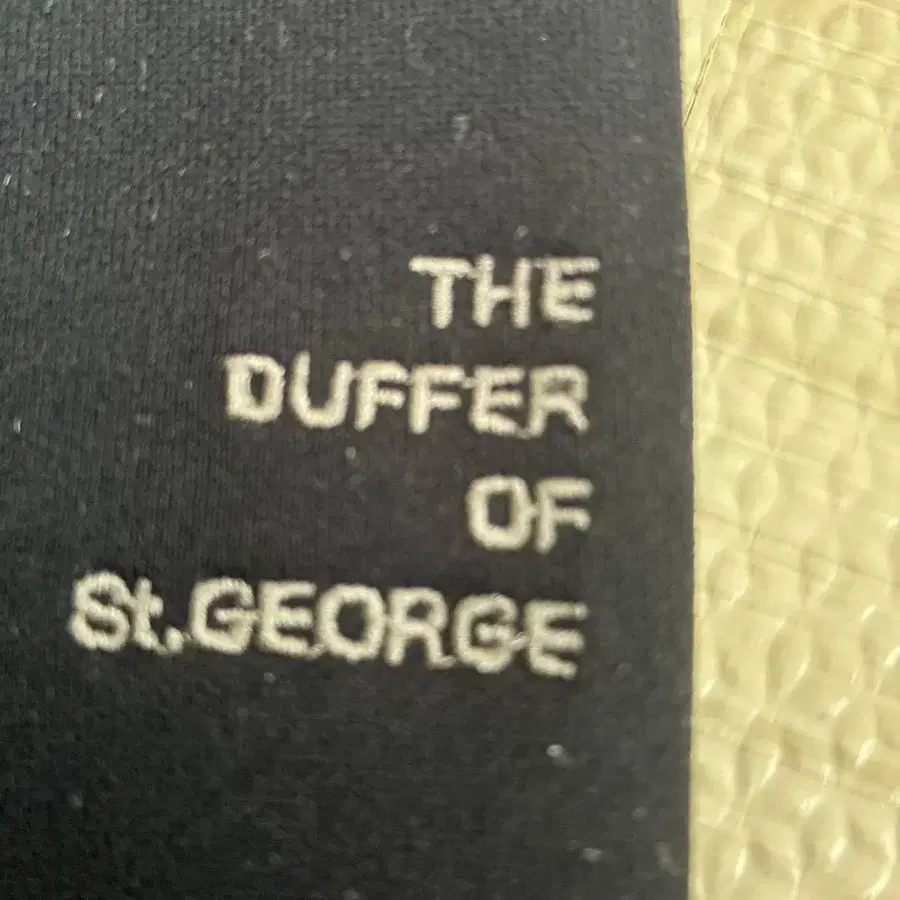 THE
DUFFER
OF
St.GEORGE